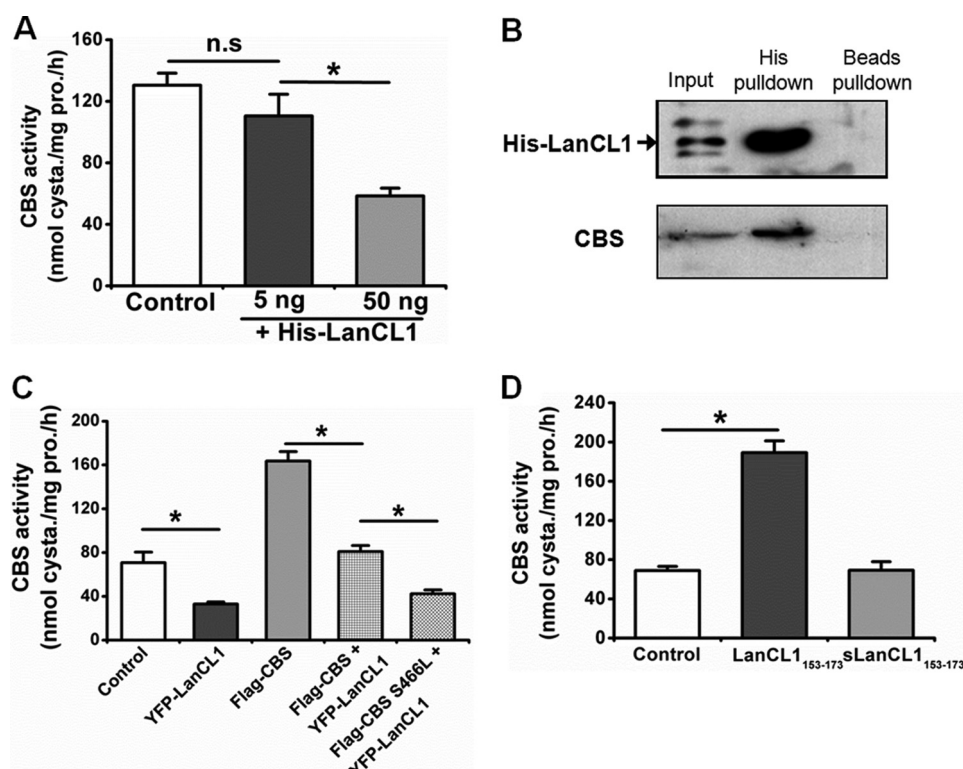 A
CBS activity
(nmol cysta./mg pro./h)
160
120
80
40
0
n.s
*
Control
5 ng
50 ng
+ His-LanCL1
B
Input
His
pulldown
Beads
pulldown
His-LanCL1
CBS
C
CBS activity
(nmol cysta./mg pro./h)
200
160
120
80
40
0
*
*
*
Control
YFP-LanCL1
Flag-CBS
Flag-CBS +
YFP-LanCL1
Flag-CBS S466L +
YFP-LanCL1
D
CBS activity
(nmol cysta./mg pro./h)
240
200
160
120
80
40
0
*
Control
LanCL1153-173
sLanCL1153-173